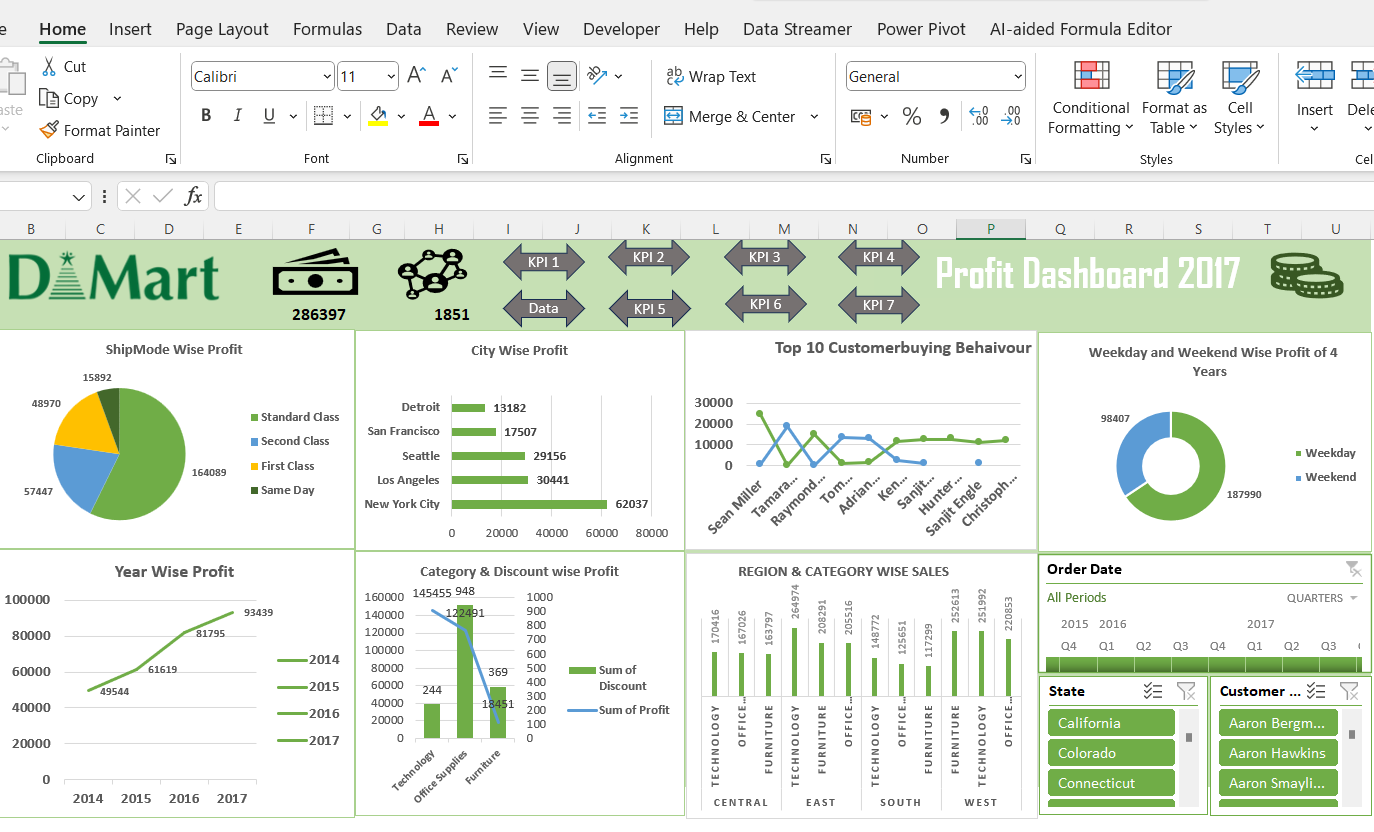 e Home Insert Page Layout Formulas Data Review View Developer Help Data Streamer Power Pivot AI-aided Formula Editor
Cut
Copy
Format Painter
aste
Clipboard
Calibri 11
B I U
Font
ab Wrap Text
Merge & Center
Alignment
General
% 9
Number
Conditional Formatting
Format as Table
Cell Styles
Styles
Insert
Dele
Cel
fx
B C D E F G H I J K L M N O P Q R S T U
DMart
286397
1851
KPI 1 KPI 2 KPI 3 KPI 4
Data KPI 5 KPI 6 KPI 7
Profit Dashboard 2017
ShipMode Wise Profit
15892
48970
57447
164089
Standard Class
Second Class
First Class
Same Day
City Wise Profit
Detroit 13182
San Francisco 17507
Seattle 29156
Los Angeles 30441
New York City 62037
0 20000 40000 60000 80000
Top 10 Customerbuying Behaivour
30000
20000
10000
0
Sean Miller
Tamara…
Raymond…
Tom…
Adrian…
Ken…
Sanjit…
Hunter…
Sanjit Engle
Christoph…
Weekday and Weekend Wise Profit of 4
Years
98407
187990
Weekday
Weekend
Year Wise Profit
100000
80000
60000
40000
20000
0
49544
61619
81795
93439
2014 2015 2016 2017
2014
2015
2016
2017
Category & Discount wise Profit
160000
140000
120000
100000
80000
60000
40000
20000
0
145455 948
122491
244
369
18451
1000
900
800
700
600
500
400
300
200
100
0
Technology
Office Supplies
Furniture
Sum of
Discount
Sum of Profit
REGION & CATEGORY WISE SALES
170416
167026
163797
264974
208291
205516
148772
125651
117299
252613
251992
220853
TECHNOLOGY
OFFICE…
FURNITURE
TECHNOLOGY
FURNITURE
OFFICE…
TECHNOLOGY
OFFICE…
FURNITURE
FURNITURE
TECHNOLOGY
OFFICE…
CENTRAL EAST SOUTH WEST
Order Date
All Periods QUARTERS
2015 2016 2017
Q4 Q1 Q2 Q3 Q4 Q1 Q2 Q3
State
California
Colorado
Connecticut
Customer ...
Aaron Bergm...
Aaron Hawkins
Aaron Smayli...